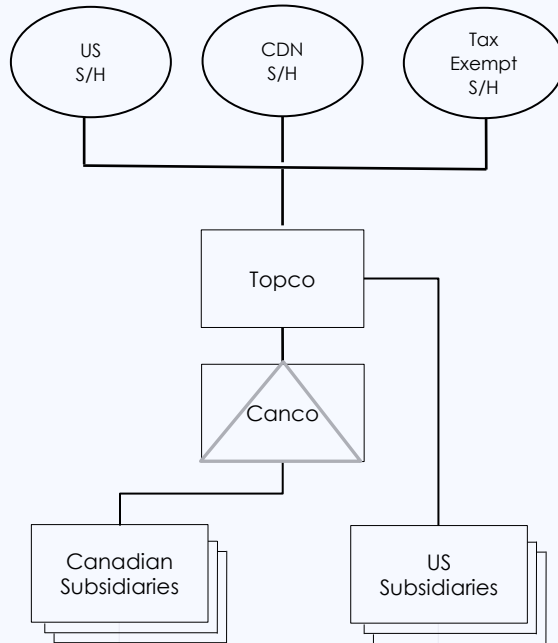 US
S/H
CDN
S/H
Tax
Exempt
S/H
Topco
Canco
Canadian
Subsidiaries
US
Subsidiaries